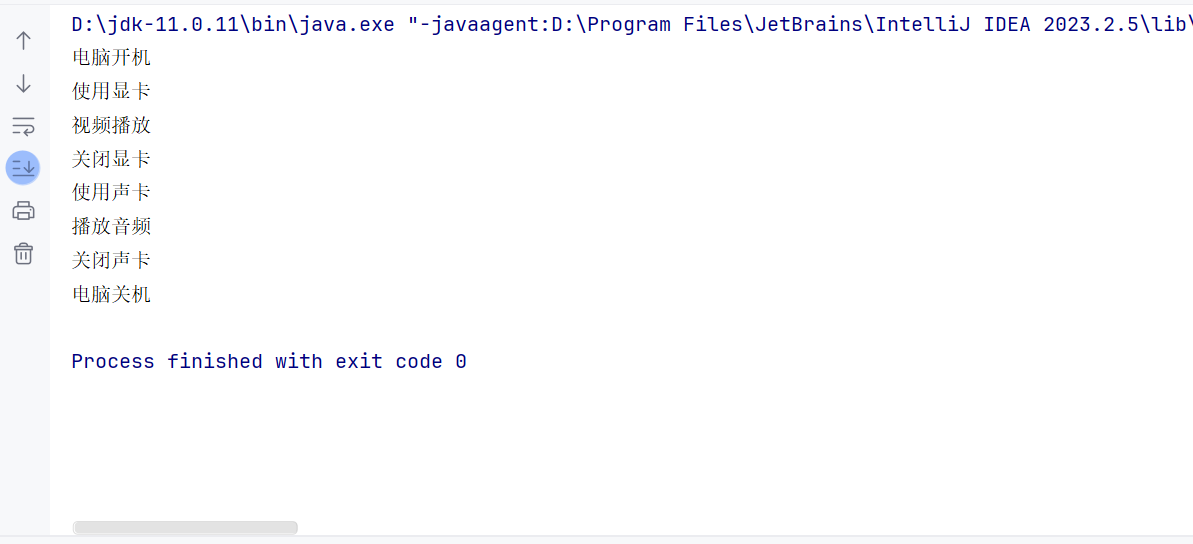 D:\jdk-11.0.11\bin\java.exe "-javaagent:D:\Program Files\JetBrains\IntelliJ IDEA 2023.2.5\lib\
电脑开机
使用显卡
视频播放
关闭显卡
使用声卡
播放音频
关闭声卡
电脑关机
Process finished with exit code 0